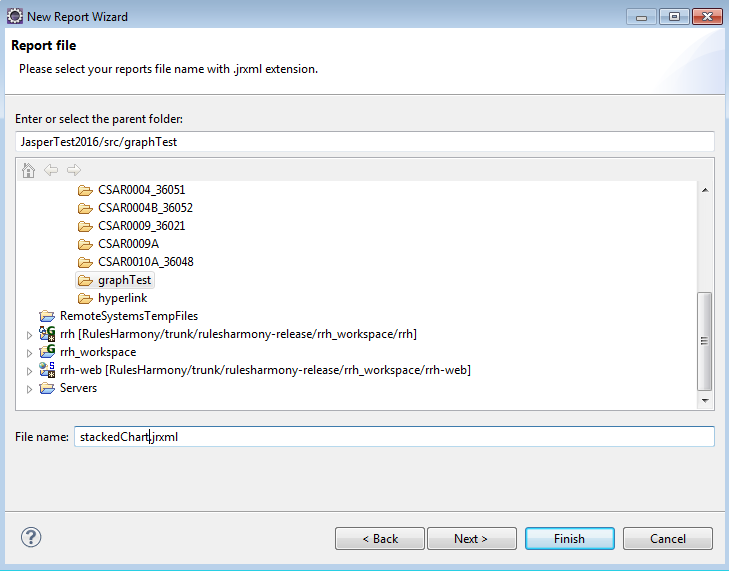 New Report Wizard
Report file
Please select your reports file name with .jrxml extension.
Enter or select the parent folder:
JasperTest2016/src/graphTest
CSAR0004_36051
CSAR0004B_36052
CSAR0009_36021
CSAR0009A
CSAR0010A_36048
graphTest
hyperlink
RemoteSystemsTempFiles
rrh [RulesHarmony/trunk/rulesharmony-release/rrh_workspace/rrh]
rrh_workspace
rrh-web [RulesHarmony/trunk/rulesharmony-release/rrh_workspace/rrh-web]
Servers
File name: stackedChart.jrxml
? < Back Next > Finish Cancel